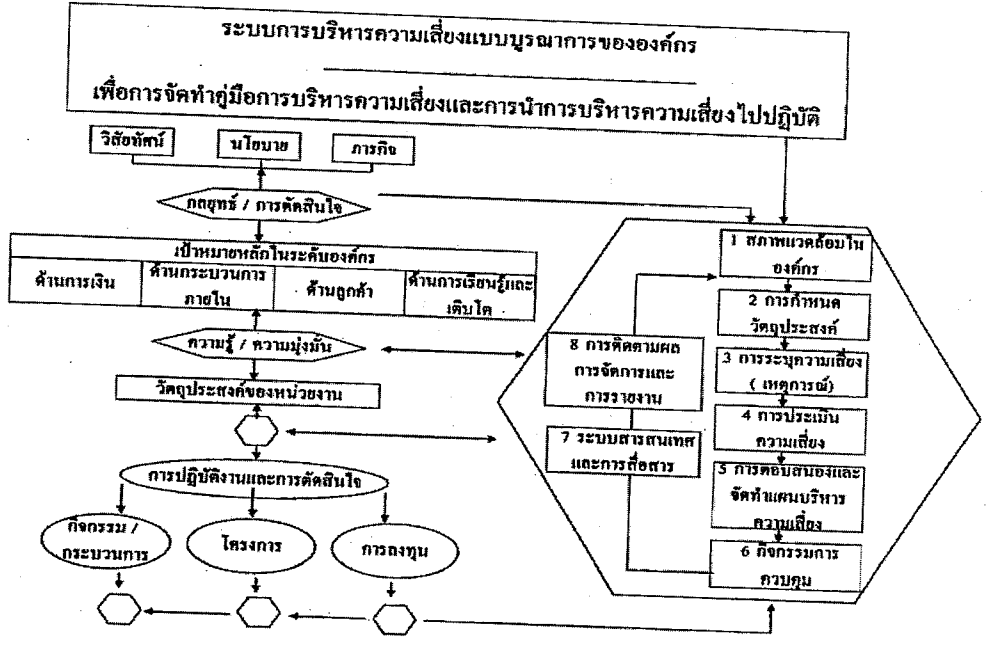 ระบบการบริหารความเสี่ยงแบบบูรณาการขององค์กร
เพื่อการจัดทำคู่มือการบริหารความเสี่ยงและการนำการบริหารความเสี่ยงไปปฏิบัติ
วิสัยทัศน์
นโยบาย
ภารกิจ
กลยุทธ์ / การตัดสินใจ
เป้าหมายหลักในระดับองค์กร
ด้านการเงิน
ด้านกระบวนการ
ภายใน
ด้านลูกค้า
ด้านการเรียนรู้และ
เติบโต
ความรู้ / ความมุ่งมั่น
วัตถุประสงค์ของหน่วยงาน
การปฏิบัติงานและการตัดสินใจ
กิจกรรม /
กระบวนการ
โครงการ
การลงทุน
1 สภาพแวดล้อมใน
องค์กร
2 การกำหนด
วัตถุประสงค์
3 การระบุความเสี่ยง
( เหตุการณ์)
4 การประเมิน
ความเสี่ยง
5 การตอบสนองและ
จัดทำแผนบริหาร
ความเสี่ยง
6 กิจกรรมการ
ควบคุม
7 ระบบสารสนเทศ
และการสื่อสาร
8 การติดตามผล
การจัดการและ
การรายงาน